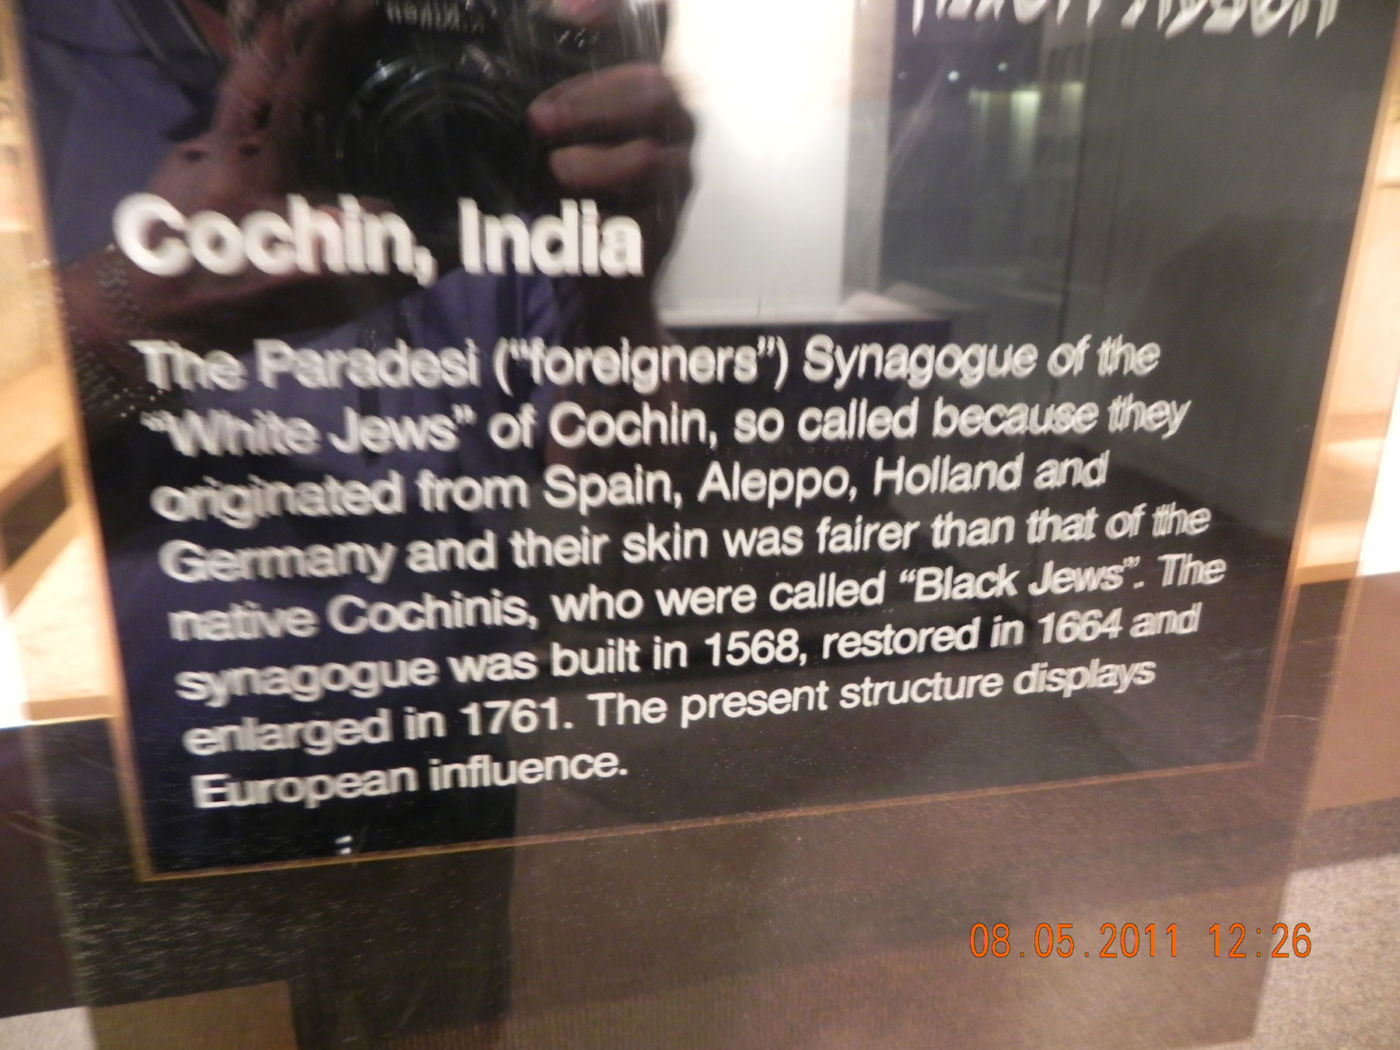 Cochin, India
The Paradesi ("foreigners") Synagogue of the
"White Jews" of Cochin, so called because they
originated from Spain, Aleppo, Holland and
Germany and their skin was fairer than that of the
native Cochinis, who were called "Black Jews". The
synagogue was built in 1568, restored in 1664 and
enlarged in 1761. The present structure displays
European influence.
08.05.2011 12:26